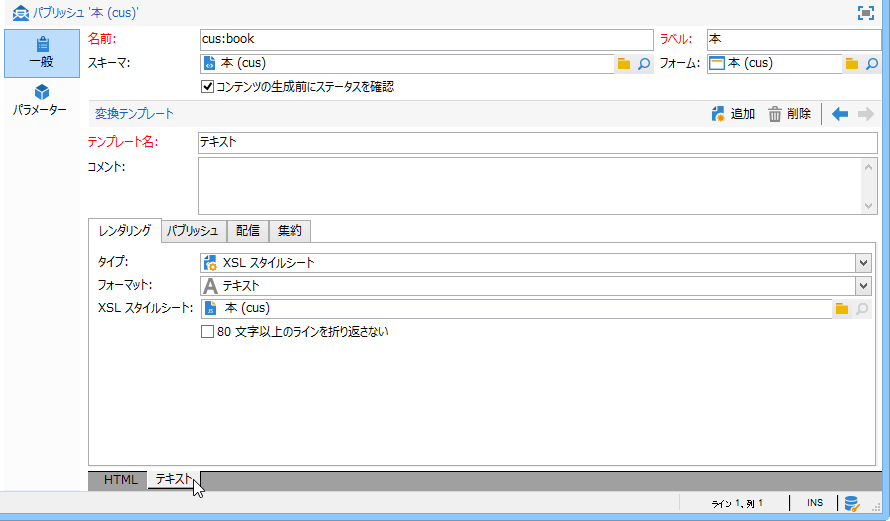 パブリッシュ '本 (cus)'
一般
パラメーター
名前: cus:book ラベル: 本
スキーマ: 本 (cus) フォーム: 本 (cus)
コンテンツの生成前にステータスを確認
変換テンプレート 追加 削除
テンプレート名: テキスト
コメント:
レンダリング パブリッシュ 配信 集約
タイプ: XSL スタイルシート
フォーマット: テキスト
XSL スタイルシート: 本 (cus)
80 文字以上のラインを折り返さない
HTML テキスト
ライン 1, 列 1 INS